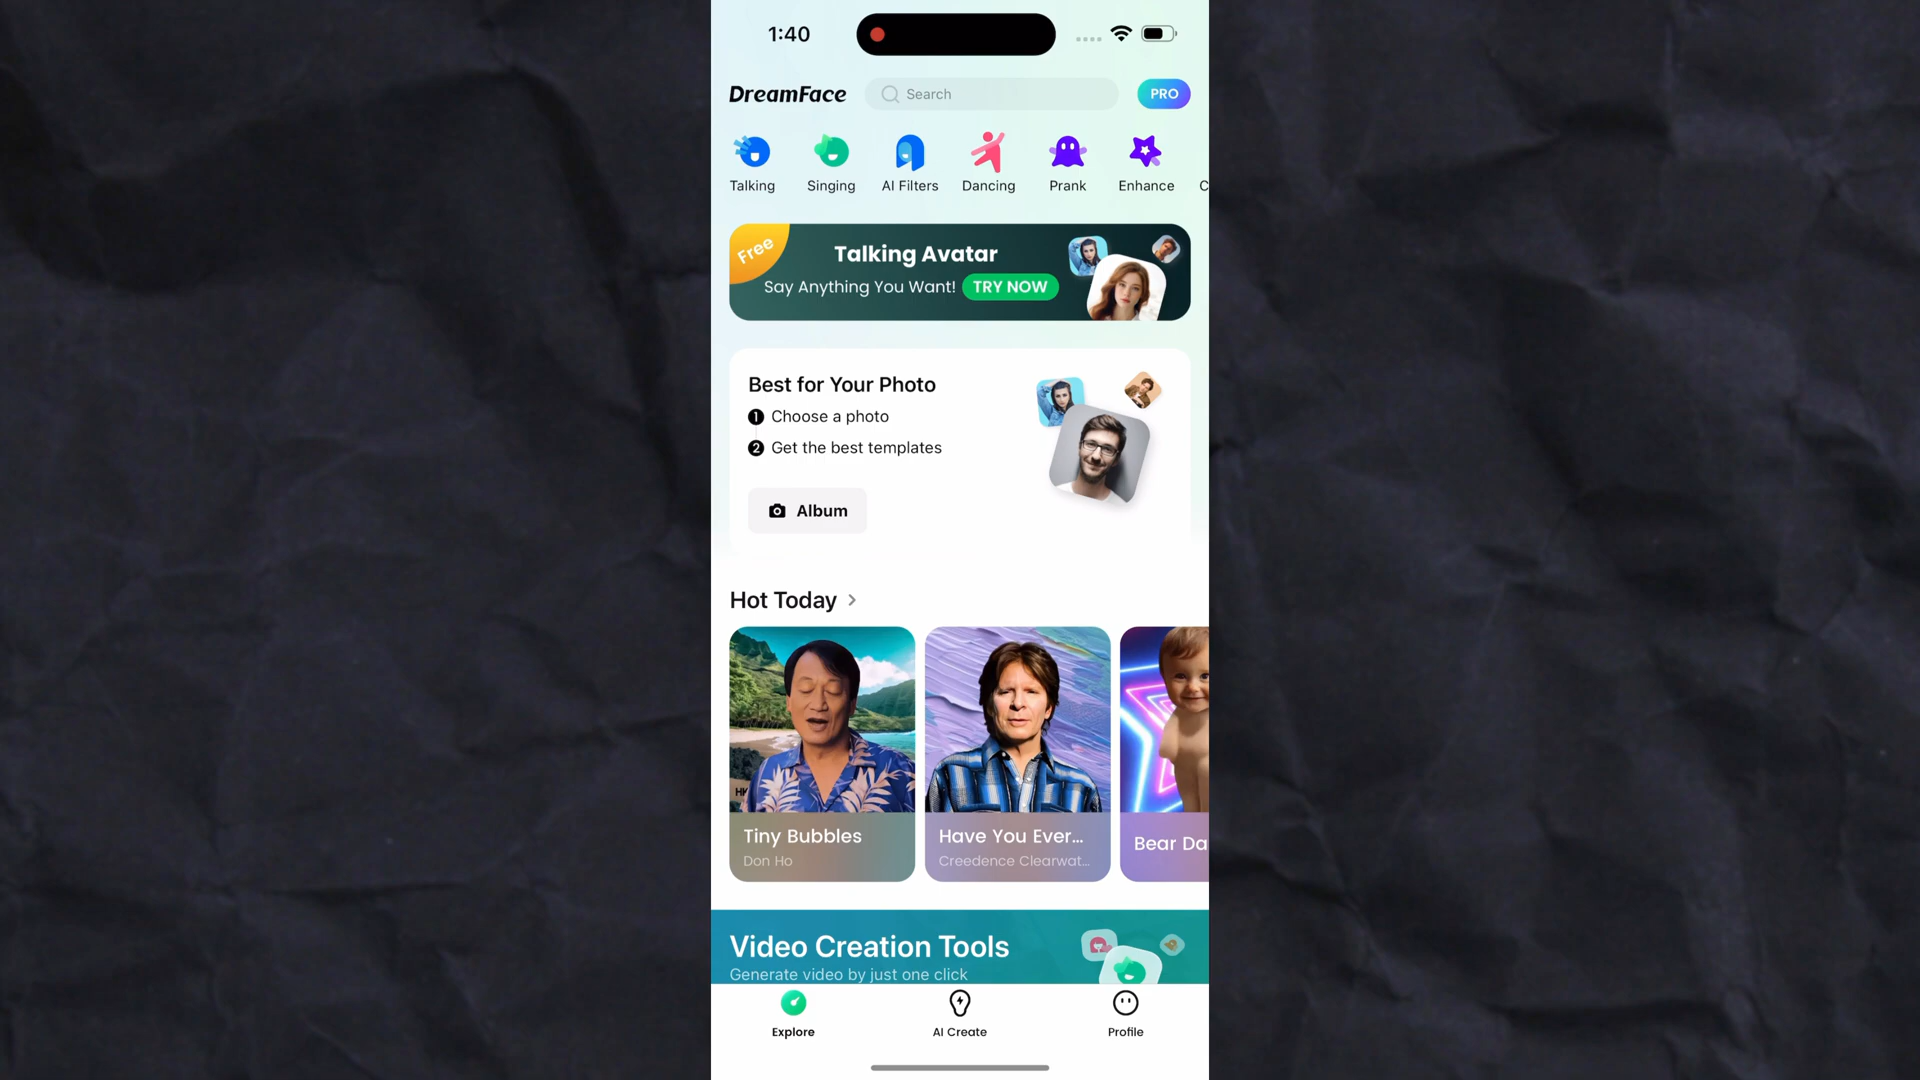 1:40
DreamFace
Search
PRO
Talking
Singing
AI Filters
Dancing
Prank
Enhance
C
Free
Talking Avatar
Say Anything You Want!
TRY NOW
Best for Your Photo
1 Choose a photo
2 Get the best templates
Album
Hot Today
Tiny Bubbles
Don Ho
Have You Ever...
Creedence Clearwat...
Bear Da
Video Creation Tools
Generate video by just one click
Explore
AI Create
Profile